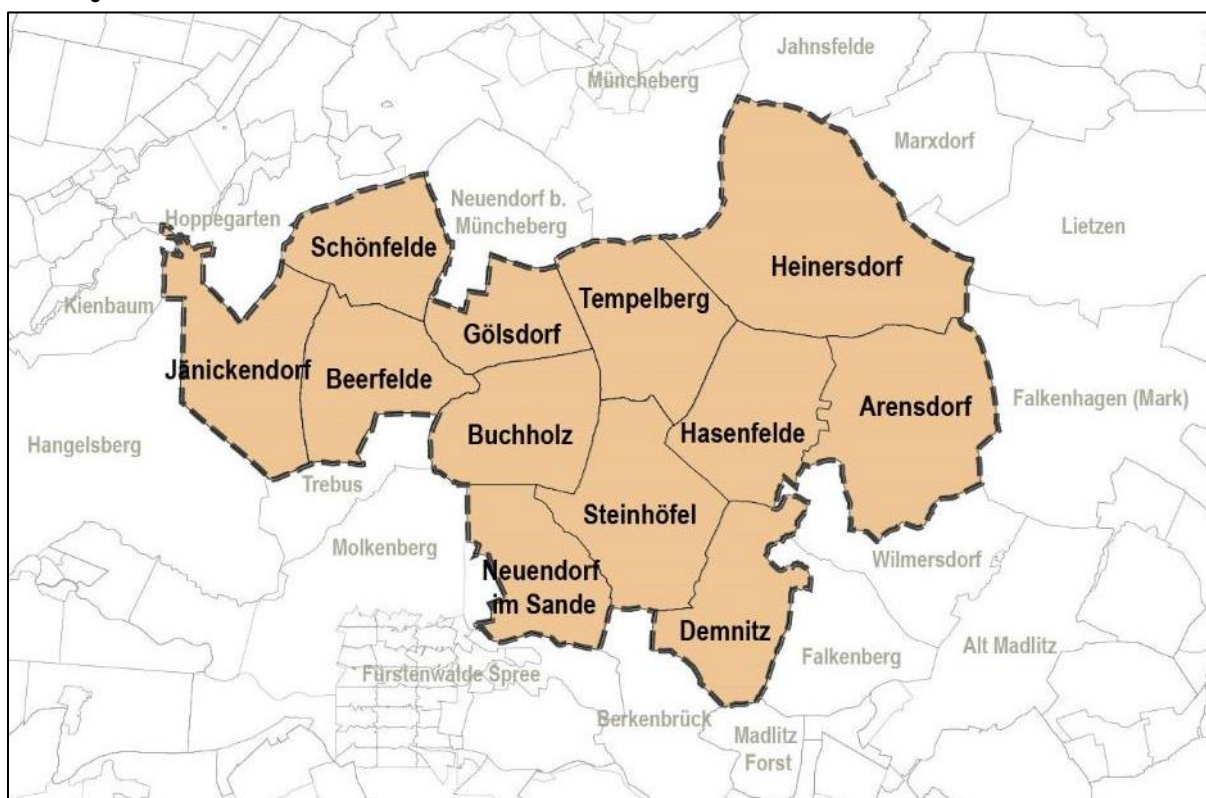 Jahnsfelde
Müncheberg
Marxdorf
Neuendorf b.
Müncheberg
Hoppegarten
Lietzen
Schönfelde
Heinersdorf
Kienbaum
Tempelberg
Gölsdorf
Jänickendorf
Beerfelde
Arensdorf
Falkenhagen (Mark)
Buchholz
Hasenfelde
Hangelsberg
Trebus
Steinhöfel
Molkenberg
Wilmersdorf
Neuendorf
im Sande
Demnitz
Alt Madlitz
Falkenberg
Fürstenwalde Spree
Berkenbrück
Madlitz
Forst